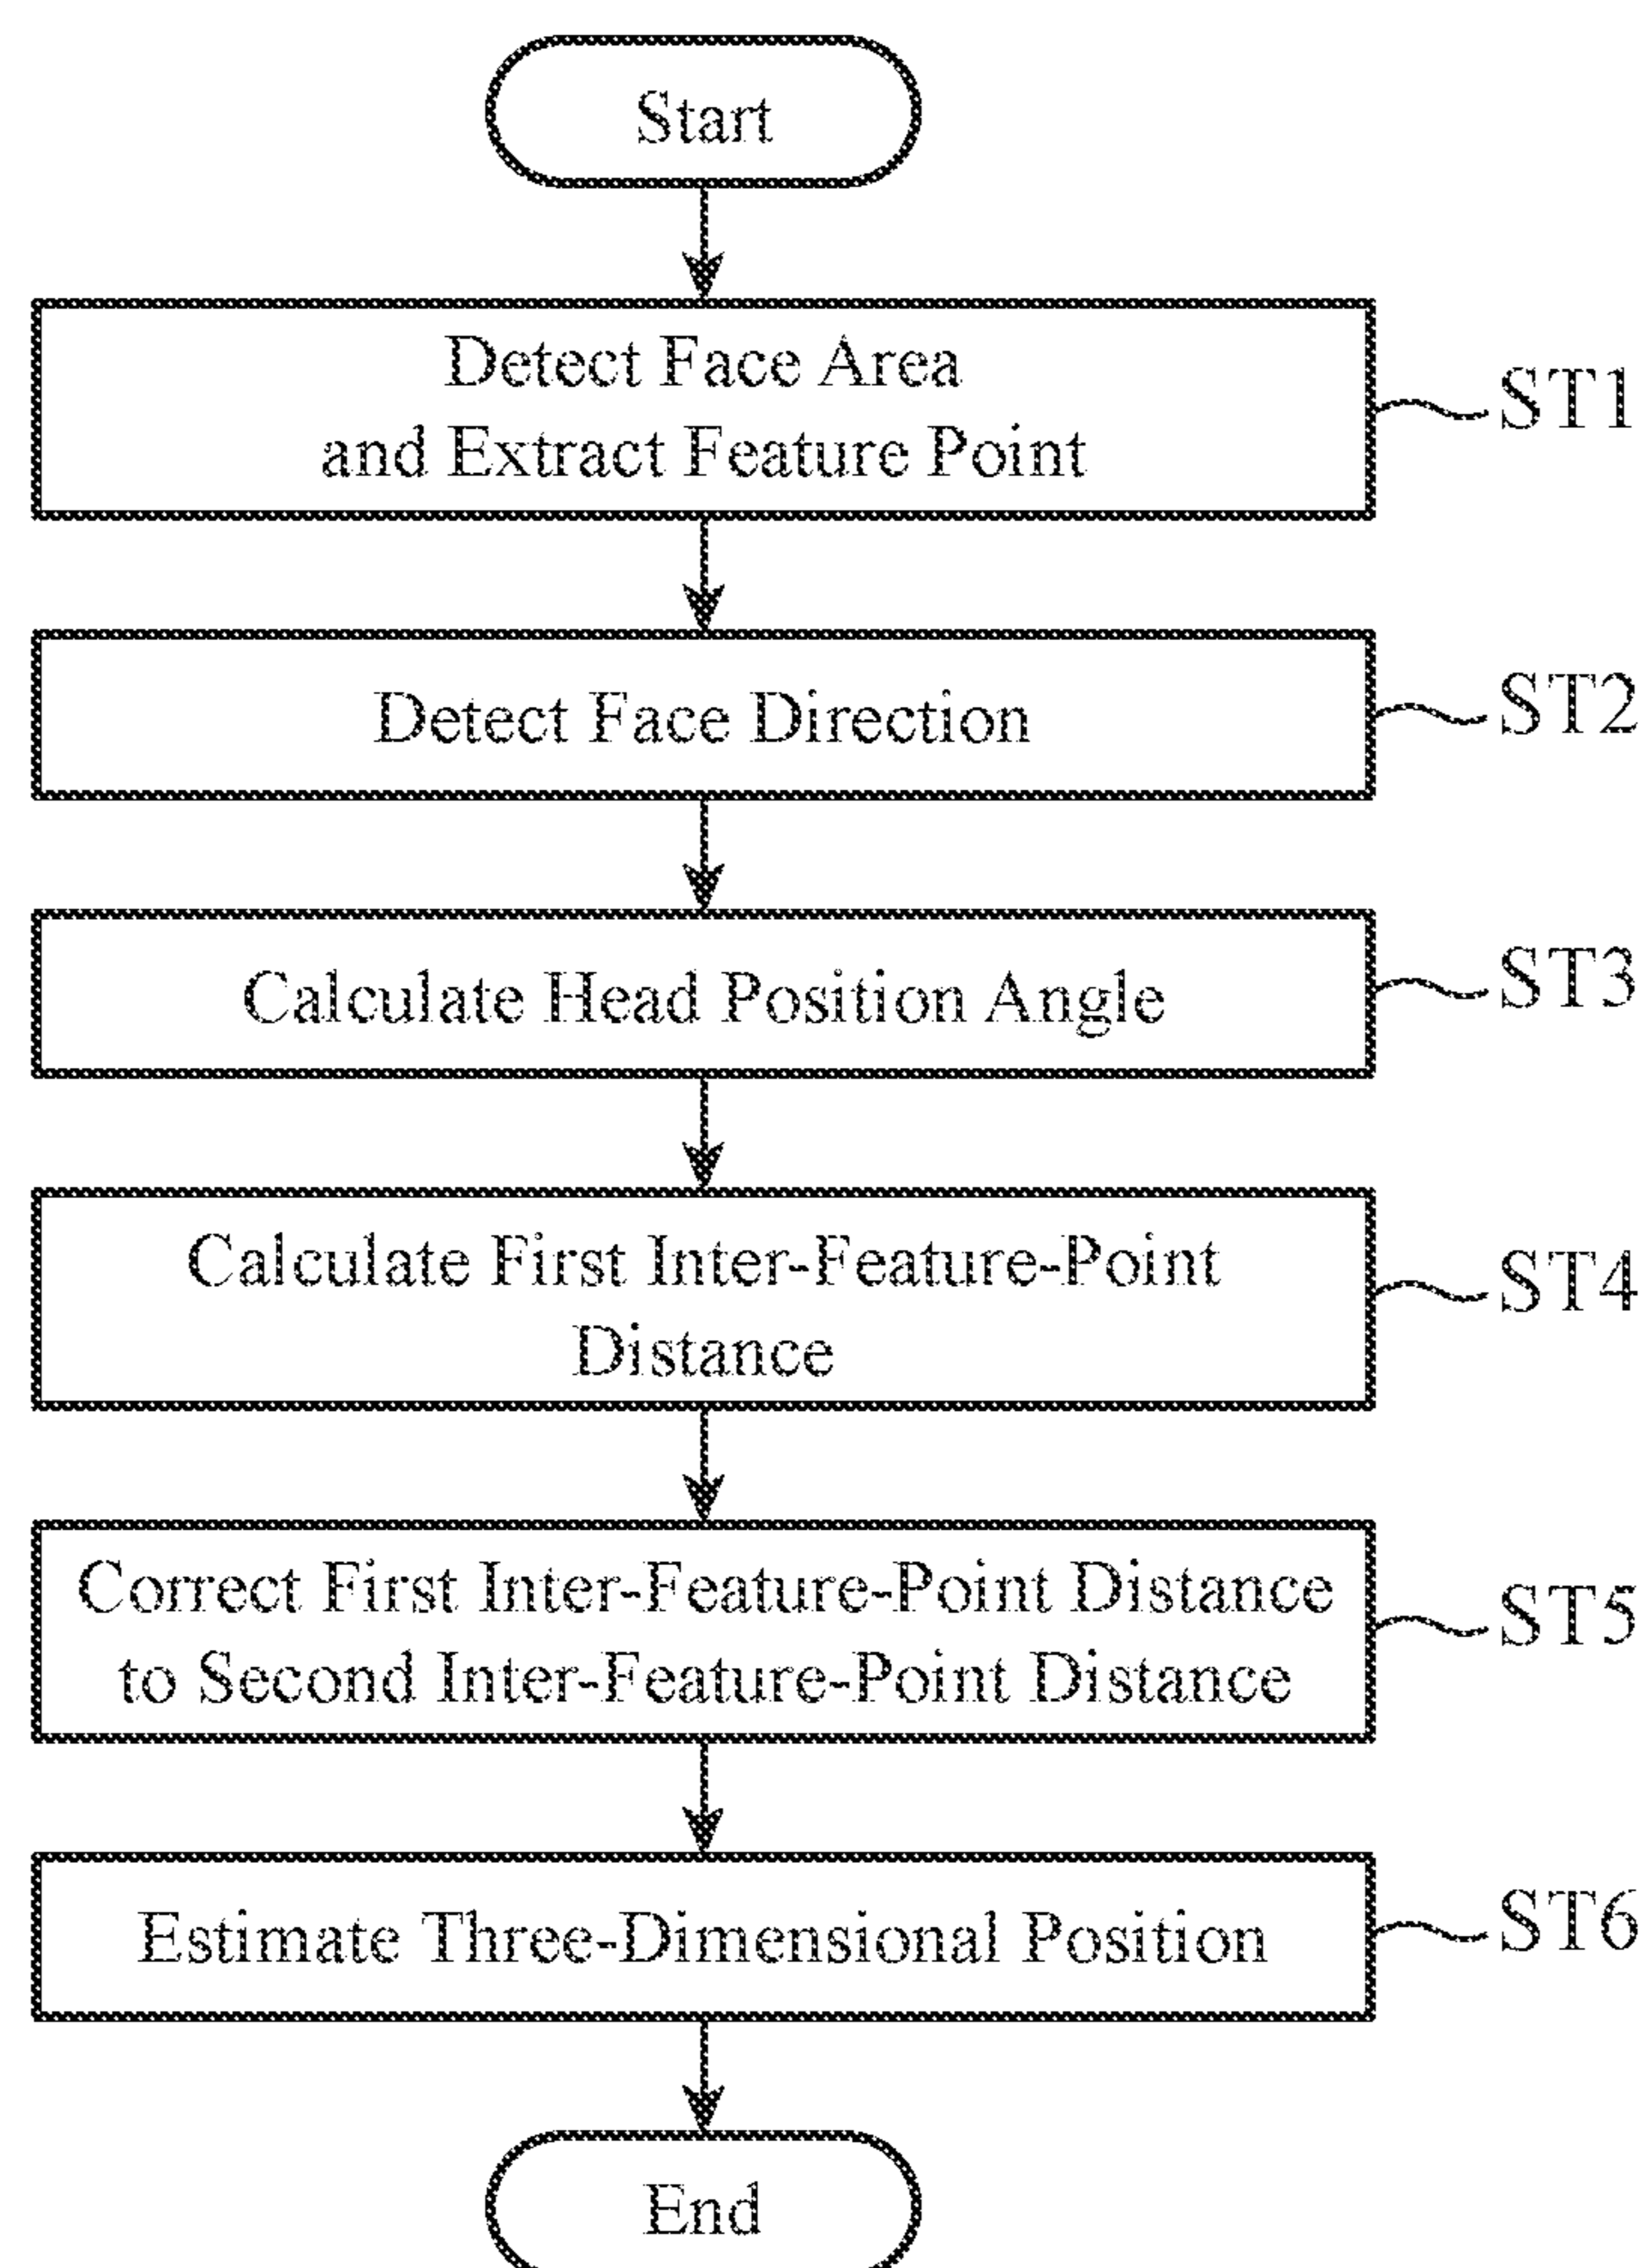 Start
Detect Face Area
and Extract Feature Point
ST1
Detect Face Direction
ST2
Calculate Head Position Angle
ST3
Calculate First Inter-Feature-Point
Distance
ST4
Correct First Inter-Feature-Point Distance
to Second Inter-Feature-Point Distance
ST5
Estimate Three-Dimensional Position
ST6
End